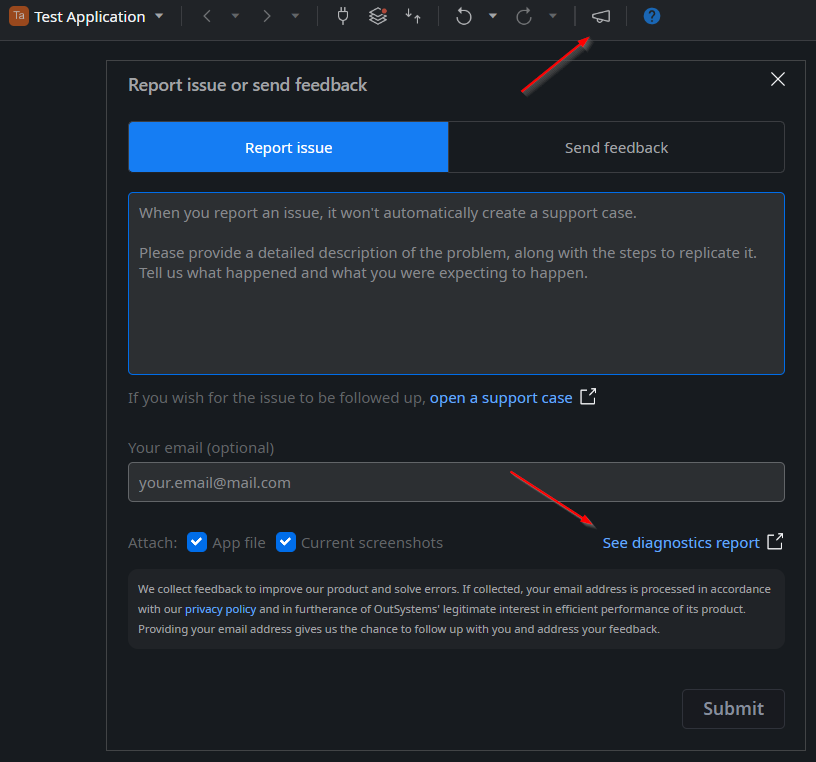 Ta Test Application
?
Report issue or send feedback
Report issue
Send feedback
When you report an issue, it won't automatically create a support case.
Please provide a detailed description of the problem, along with the steps to replicate it.
Tell us what happened and what you were expecting to happen.
If you wish for the issue to be followed up, open a support case
Your email (optional)
your.email@mail.com
Attach: App file Current screenshots See diagnostics report
We collect feedback to improve our product and solve errors. If collected, your email address is processed in accordance
with our privacy policy and in furtherance of OutSystems' legitimate interest in efficient performance of its product.
Providing your email address gives us the chance to follow up with you and address your feedback.
Submit